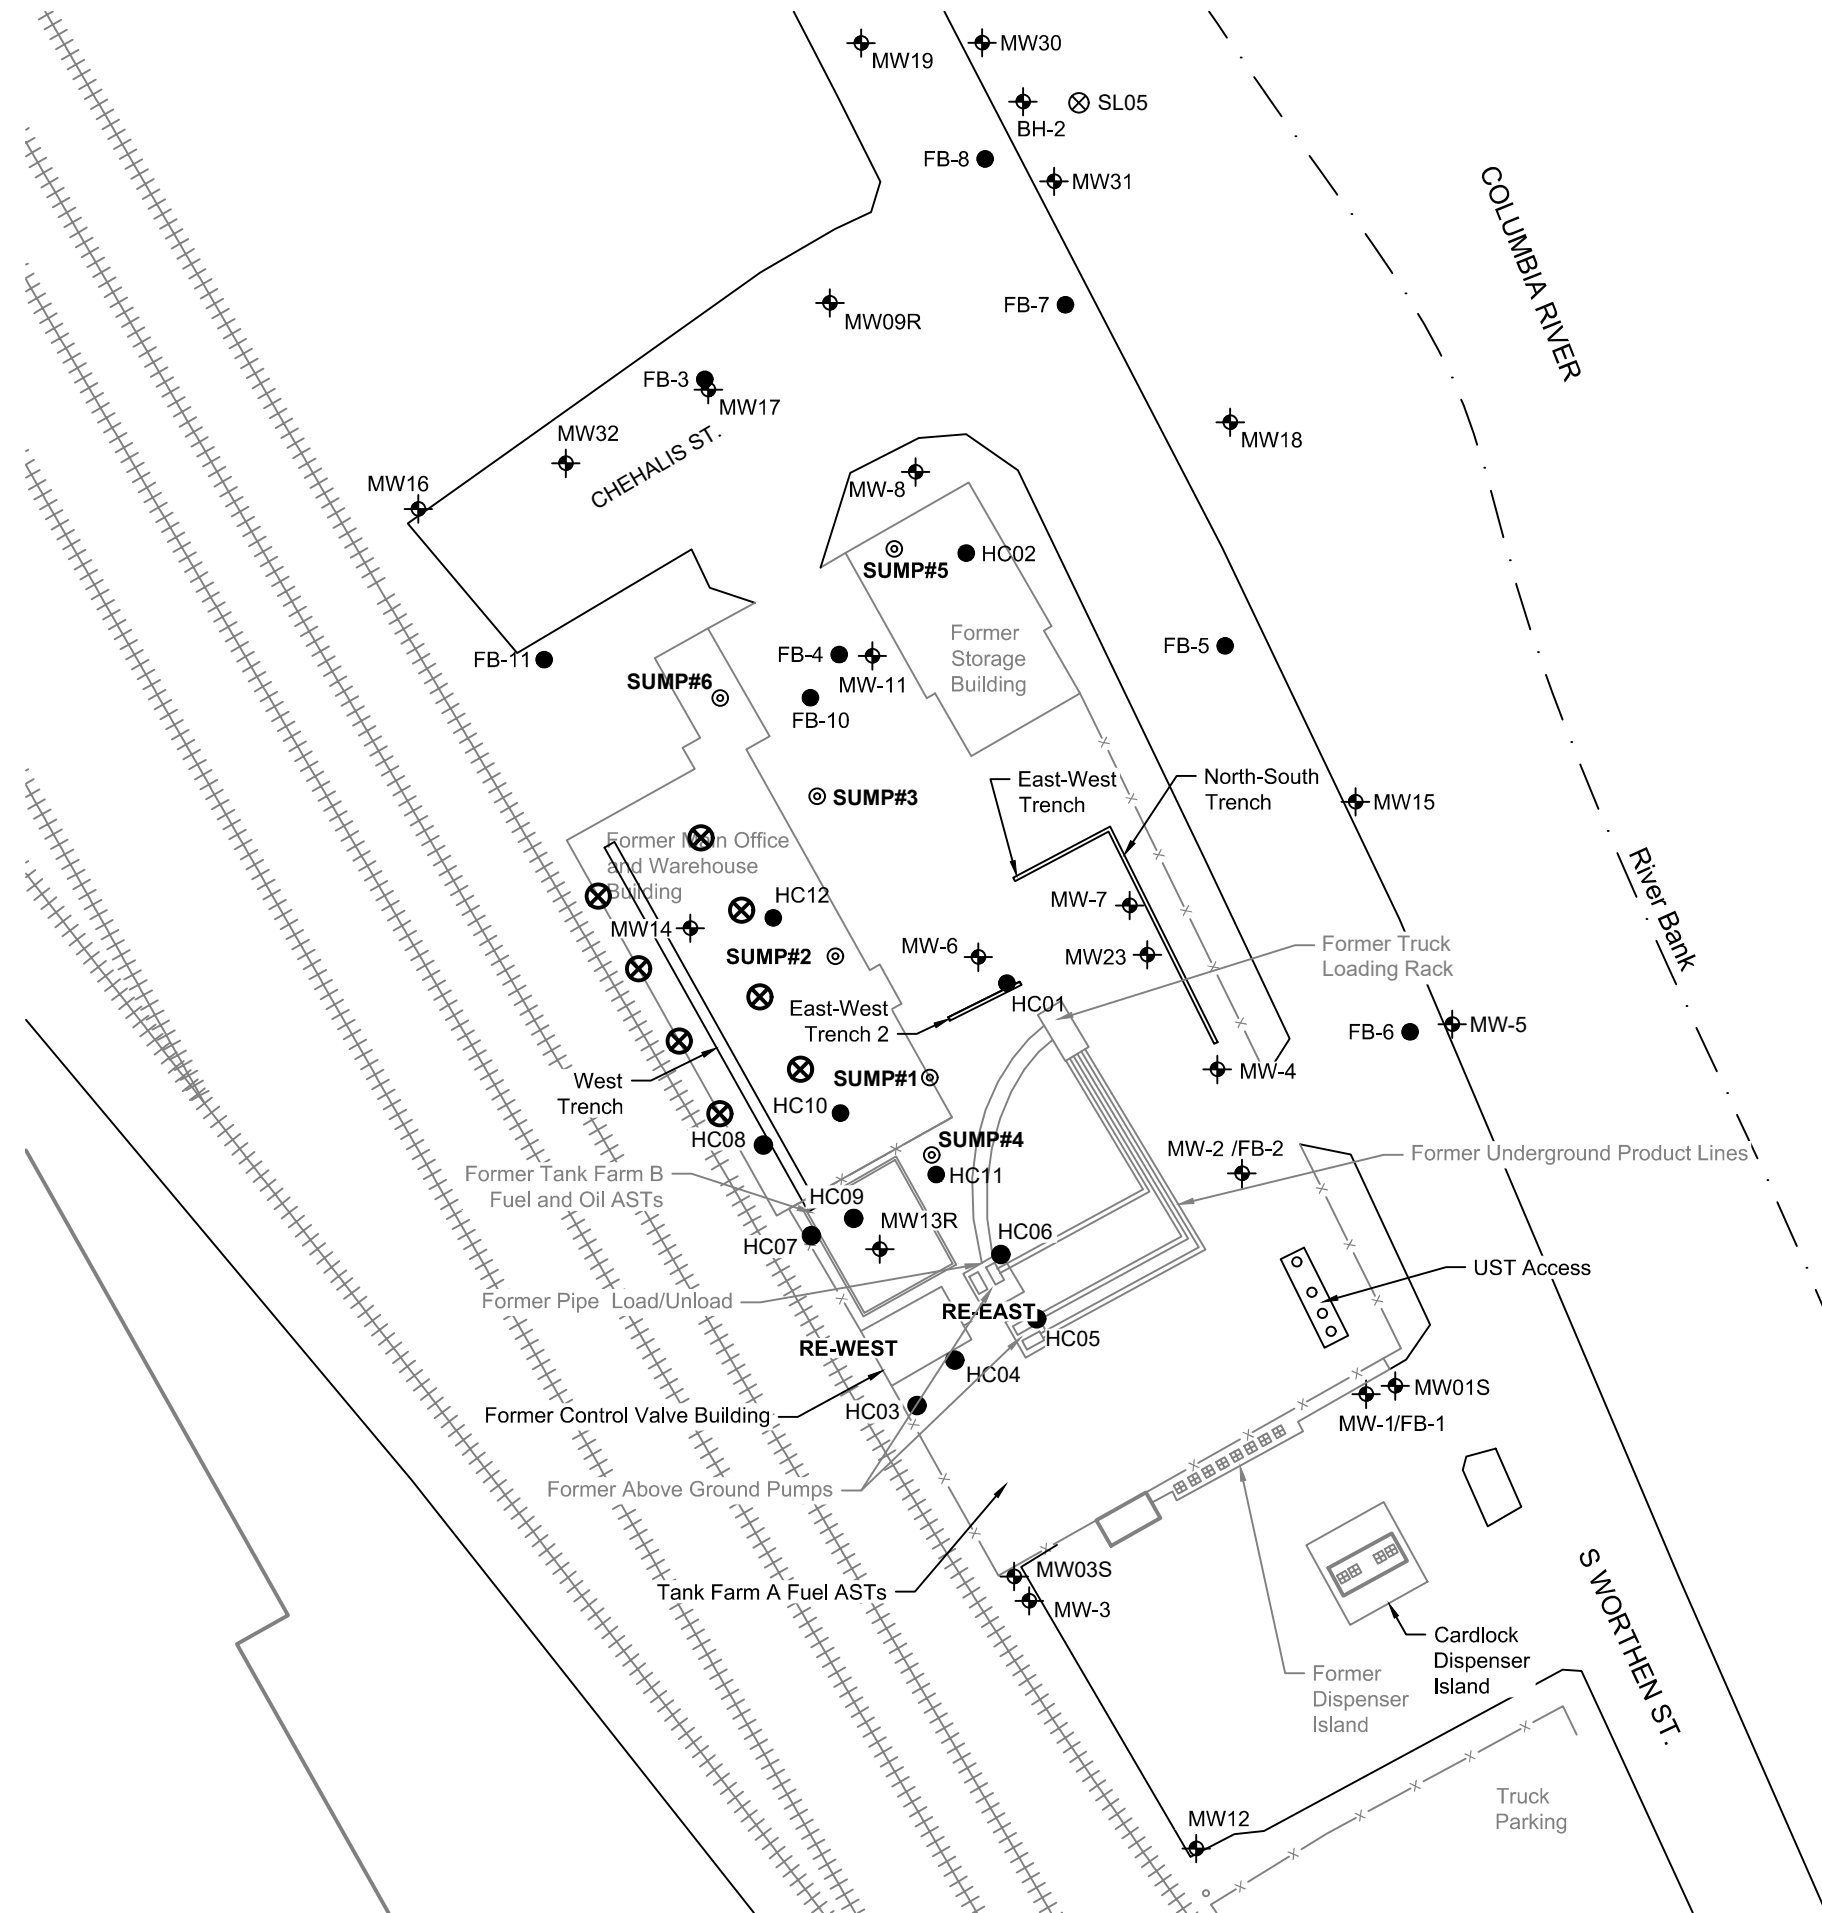 MW19
MW30
SL05
BH-2
FB-8
MW31
COLUMBIA RIVER
FB-7
MW09R
FB-3
MW17
MW18
MW32
CHEHALIS ST.
MW16
MW-8
SUMP#5
HC02
Former
Storage
Building
FB-5
FB-4
MW-11
FB-11
SUMP#6
FB-10
East-West
Trench
North-South
Trench
SUMP#3
MW15
Former Main Office
and Warehouse
Building
River Bank
HC12
MW-7
MW14
SUMP#2
MW-6
MW23
Former Truck
Loading Rack
HC01
East-West
Trench 2
FB-6
MW-5
West
Trench
SUMP#1
MW-4
HC10
HC08
SUMP#4
MW-2 /FB-2
Former Underground Product Lines
Former Tank Farm B
Fuel and Oil ASTs
HC11
HC09
MW13R
HC07
HC06
UST Access
Former Pipe Load/Unload
RE-EAST
HC05
RE-WEST
HC04
HC03
MW01S
Former Control Valve Building
MW-1/FB-1
Former Above Ground Pumps
MW03S
Tank Farm A Fuel ASTs
MW-3
S WORTHEN ST.
Cardlock
Dispenser
Island
Former
Dispenser
Island
Truck
Parking
MW12